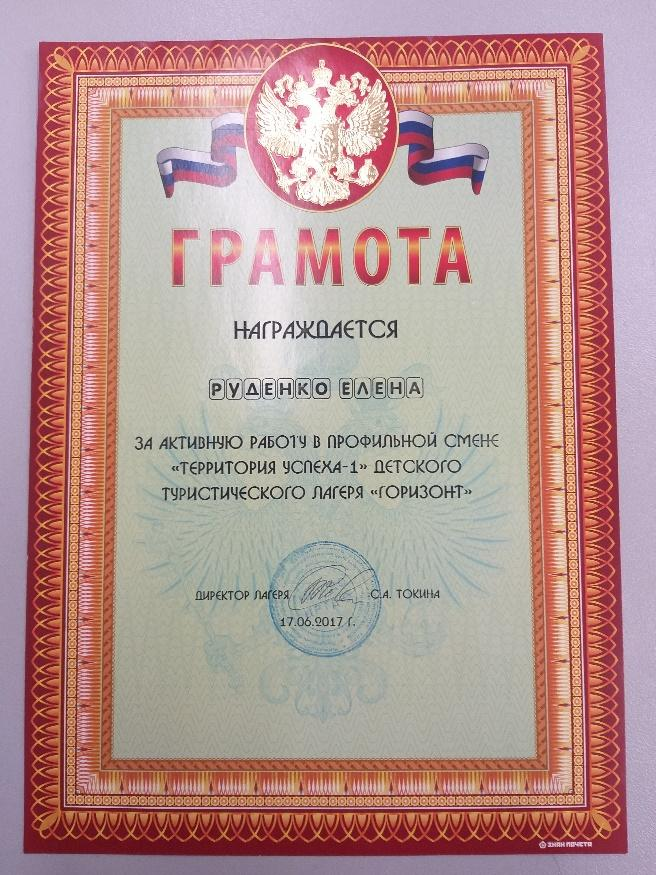 ГРАМОТА
НАГРАЖДАЕТСЯ
РУДЕНКО ЕЛЕНА
ЗА АКТИВНУЮ РАБОТУ В ПРОФИЛЬНОЙ СМЕНЕ
«ТЕРРИТОРИЯ УСПЕХА-1» ДЕТСКОГО
ТУРИСТИЧЕСКОГО ЛАГЕРЯ «ГОРИЗОНТ»
ДИРЕКТОР ЛАГЕРЯ С.А. ТОКИНА
17.06.2017 Г.
ЗНАК ПОЧЕТА